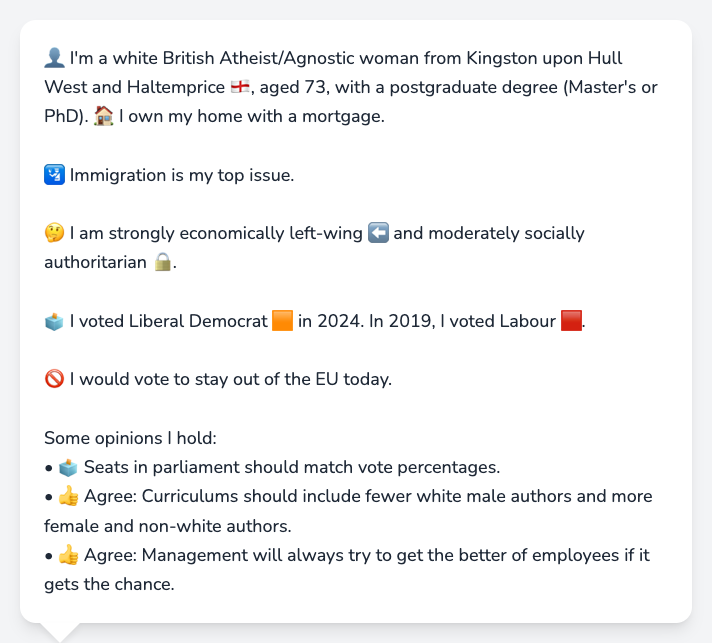 👤 I'm a white British Atheist/Agnostic woman from Kingston upon Hull
West and Haltemprice 🏴󠁧󠁢󠁥󠁮󠁧󠁿, aged 73, with a postgraduate degree (Master's or
PhD). 🏠 I own my home with a mortgage.
🛂 Immigration is my top issue.
🤔 I am strongly economically left-wing ⬅️ and moderately socially
authoritarian 🔒.
🗳️ I voted Liberal Democrat 🟧 in 2024. In 2019, I voted Labour 🟥.
🚫 I would vote to stay out of the EU today.
Some opinions I hold:
• 🗳️ Seats in parliament should match vote percentages.
• 👍 Agree: Curriculums should include fewer white male authors and more
female and non-white authors.
• 👍 Agree: Management will always try to get the better of employees if it
gets the chance.